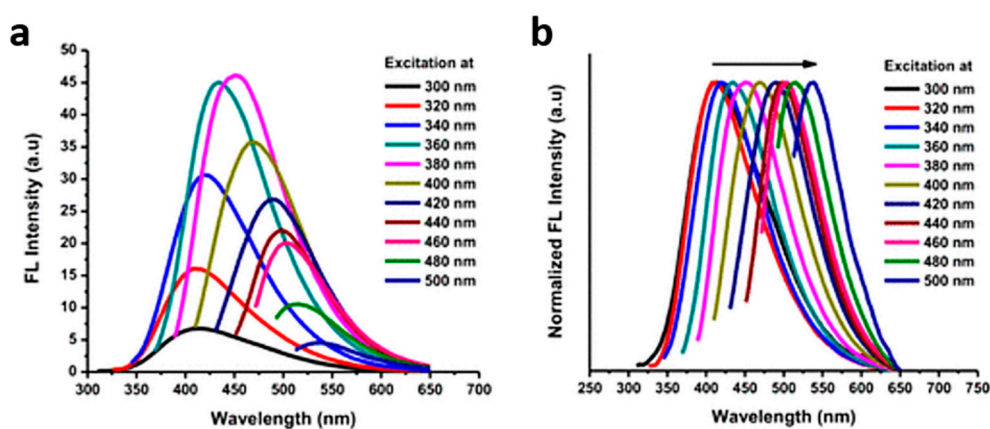 a
FL Intensity (a.u)
50
45
40
35
30
25
20
15
10
5
0
300
350
400
450
500
550
600
650
700
Wavelength (nm)
Excitation at
300 nm
320 nm
340 nm
360 nm
380 nm
400 nm
420 nm
440 nm
460 nm
480 nm
500 nm
b
Normalized FL Intensity (a.u)
250
300
350
400
450
500
550
600
650
700
750
Wavelength (nm)
Excitation at
300 nm
320 nm
340 nm
360 nm
380 nm
400 nm
420 nm
440 nm
460 nm
480 nm
500 nm